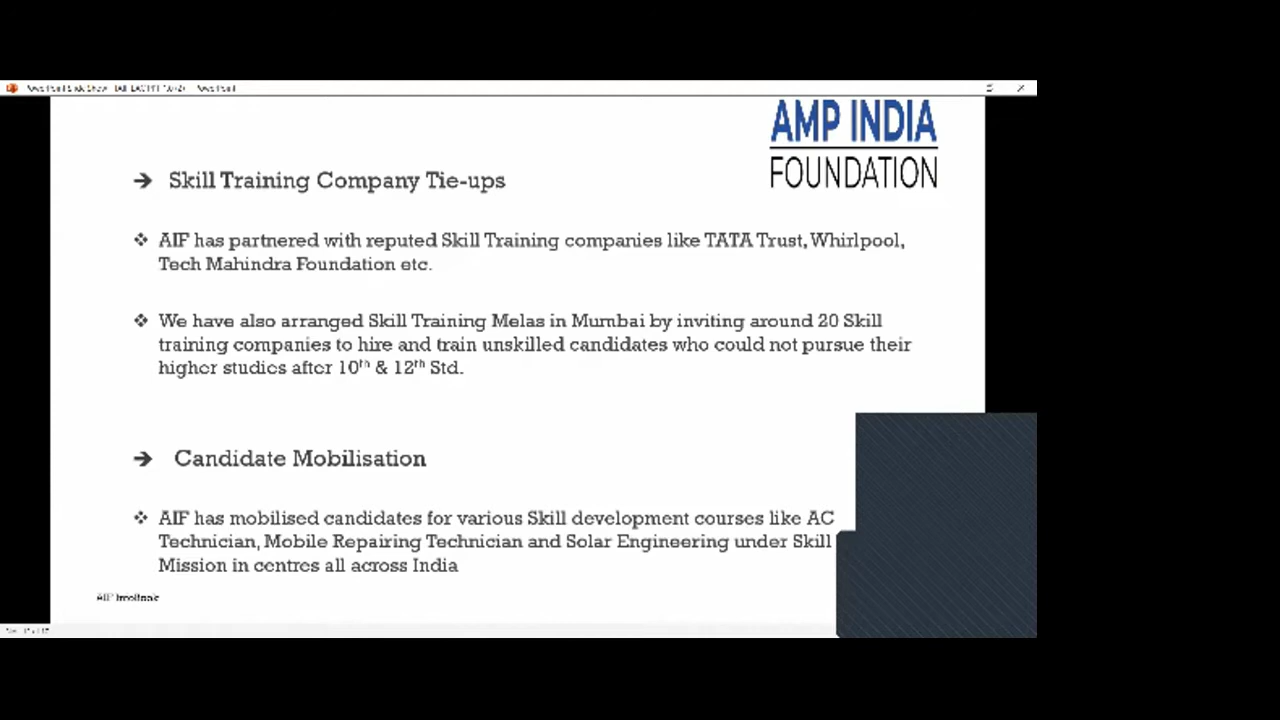 AMP INDIA
FOUNDATION
➔ Skill Training Company Tie-ups
❖ AIF has partnered with reputed Skill Training companies like TATA Trust, Whirlpool,
Tech Mahindra Foundation etc.
❖ We have also arranged Skill Training Melas in Mumbai by inviting around 20 Skill
training companies to hire and train unskilled candidates who could not pursue their
higher studies after 10th & 12th Std.
➔ Candidate Mobilisation
❖ AIF has mobilised candidates for various Skill development courses like AC
Technician, Mobile Repairing Technician and Solar Engineering under Skill
Mission in centres all across India
AIF